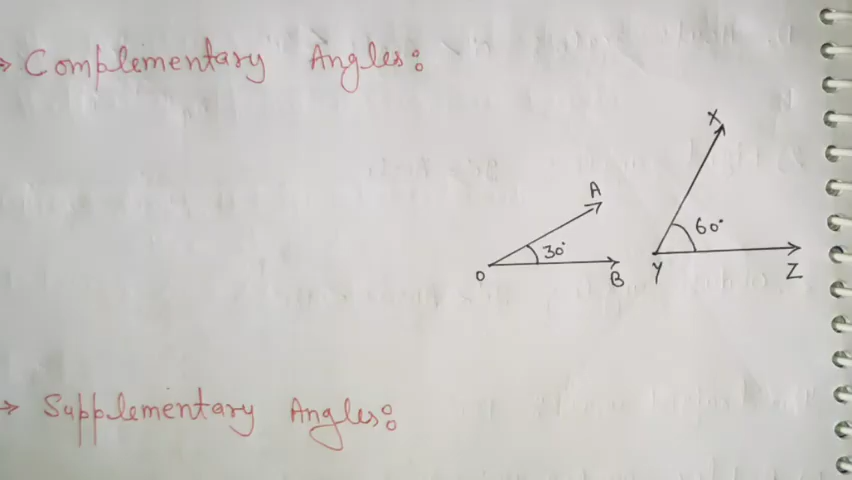 → Complementary Angles:
X
A
60°
30°
O
B
Y
Z
→ Supplementary Angles: